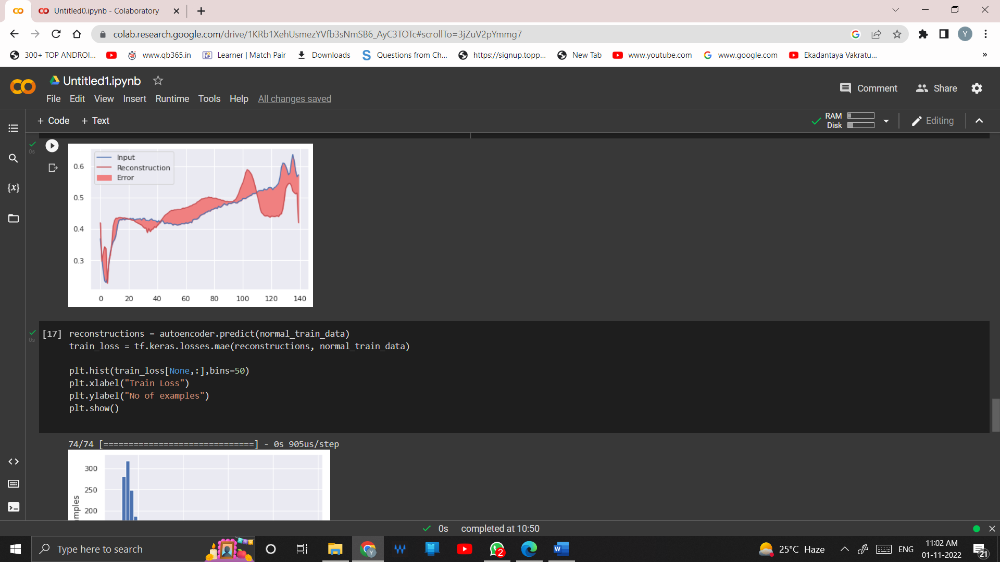 Untitled0.ipynb - Colaboratory
colab.research.google.com/drive/1KRb1XehUsmezYVfb3sNmSB6_AyC3TOTc#scrollTo=3jZuV2pYmmg7
Y
300+ TOP ANDROI... www.qb365.in Learner | Match Pair Downloads Questions from Ch... https://signup.topp... New Tab www.youtube.com www.google.com Ekadantaya Vakratu... »
Untitled1.ipynb
Comment Share
File Edit View Insert Runtime Tools Help All changes saved
+ Code + Text
RAM
Disk
Editing
0s
Input
Reconstruction
Error
0.6
0.5
0.4
0.3
0 20 40 60 80 100 120 140
{x}
[17] reconstructions = autoencoder.predict(normal_train_data)
0s
train_loss = tf.keras.losses.mae(reconstructions, normal_train_data)
plt.hist(train_loss[None,:],bins=50)
plt.xlabel("Train Loss")
plt.ylabel("No of examples")
plt.show()
74/74 [==============================] - 0s 905us/step
300
250
200
0s completed at 10:50
Type here to search
Y
2
W
25°C Haze
ENG
11:02 AM
01-11-2022
21